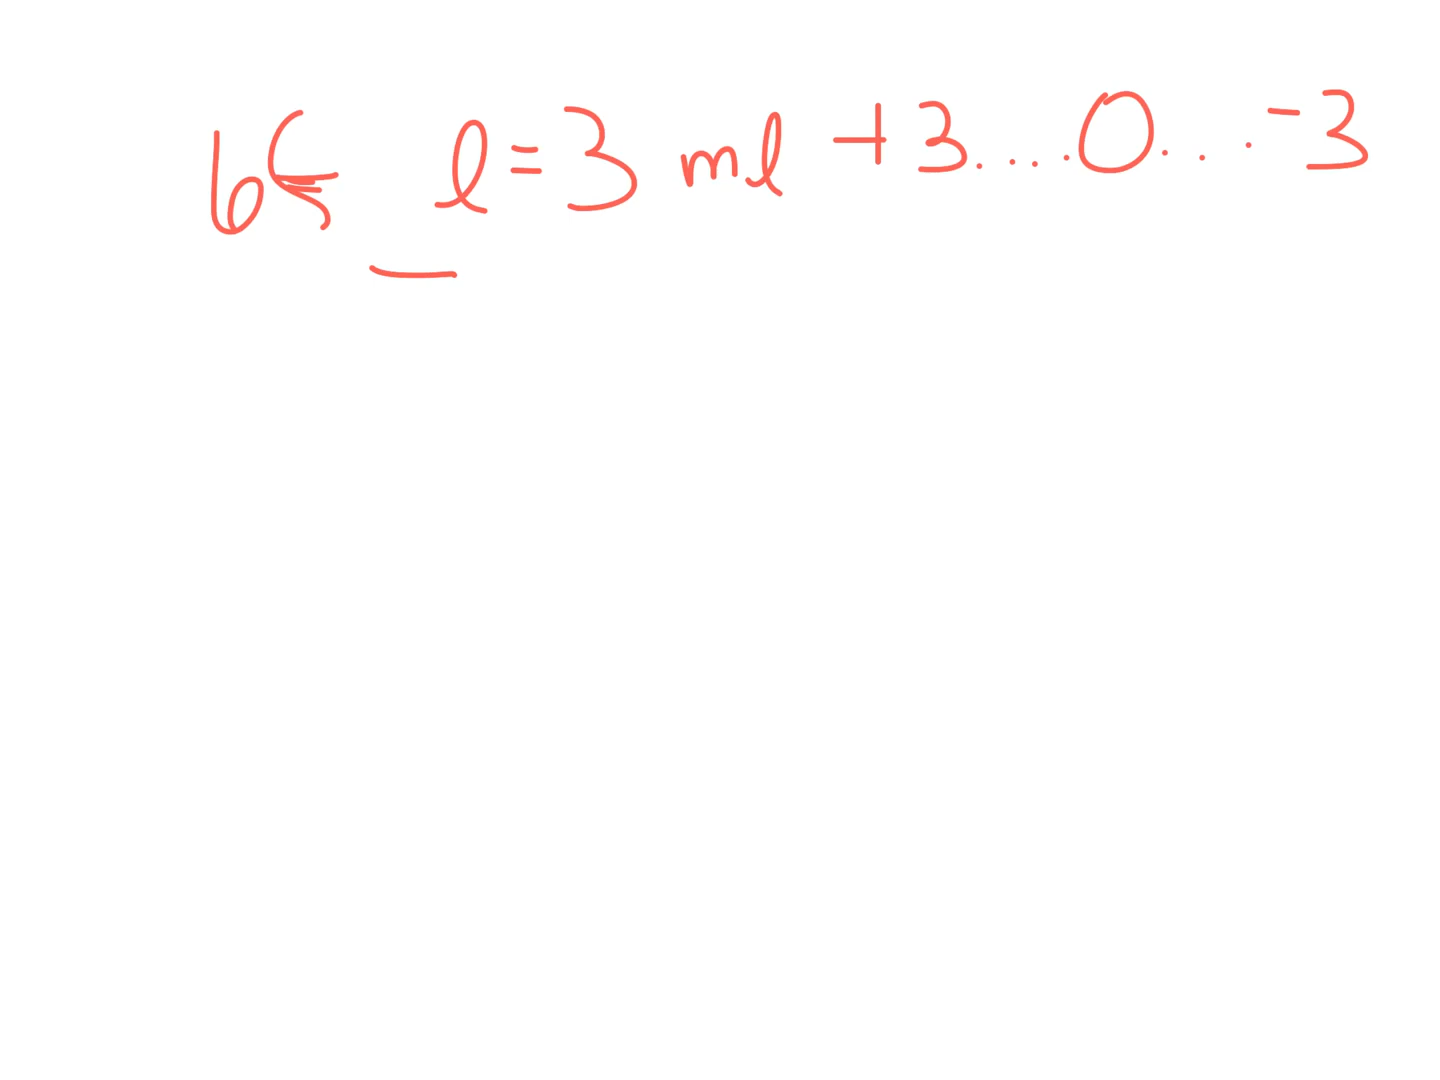 6f l = 3 ml +3....0...-3